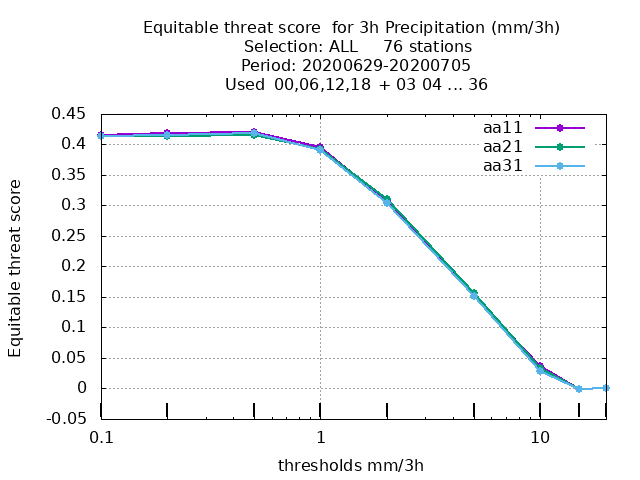 Equitable threat score  for 3h Precipitation (mm/3h)
Selection: ALL     76 stations
Period: 20200629-20200705
Used  00,06,12,18  + 03 04 ... 36
aa11
aa21
aa31
0.45
0.4
0.35
0.3
0.25
0.2
0.15
0.1
0.05
0
-0.05
Equitable threat score
0.1
1
10
thresholds mm/3h